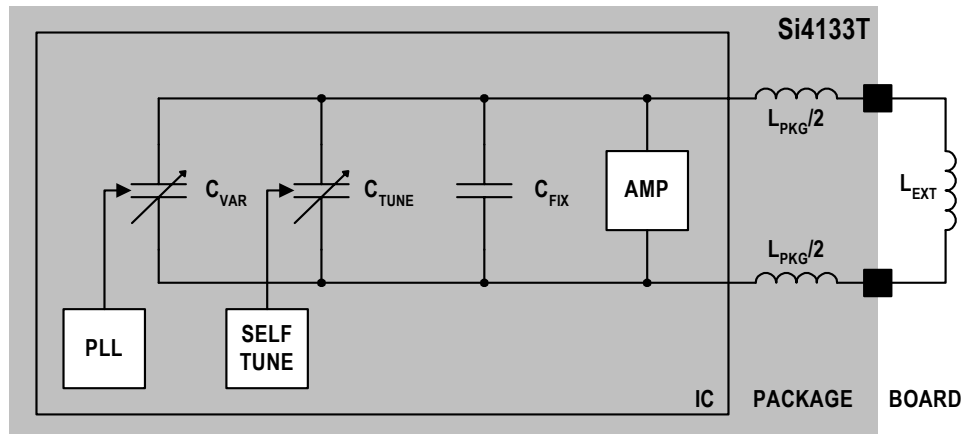 Si4133T
L_PKG/2
C_VAR
C_TUNE
C_FIX
AMP
L_EXT
L_PKG/2
PLL
SELF
TUNE
IC
PACKAGE
BOARD